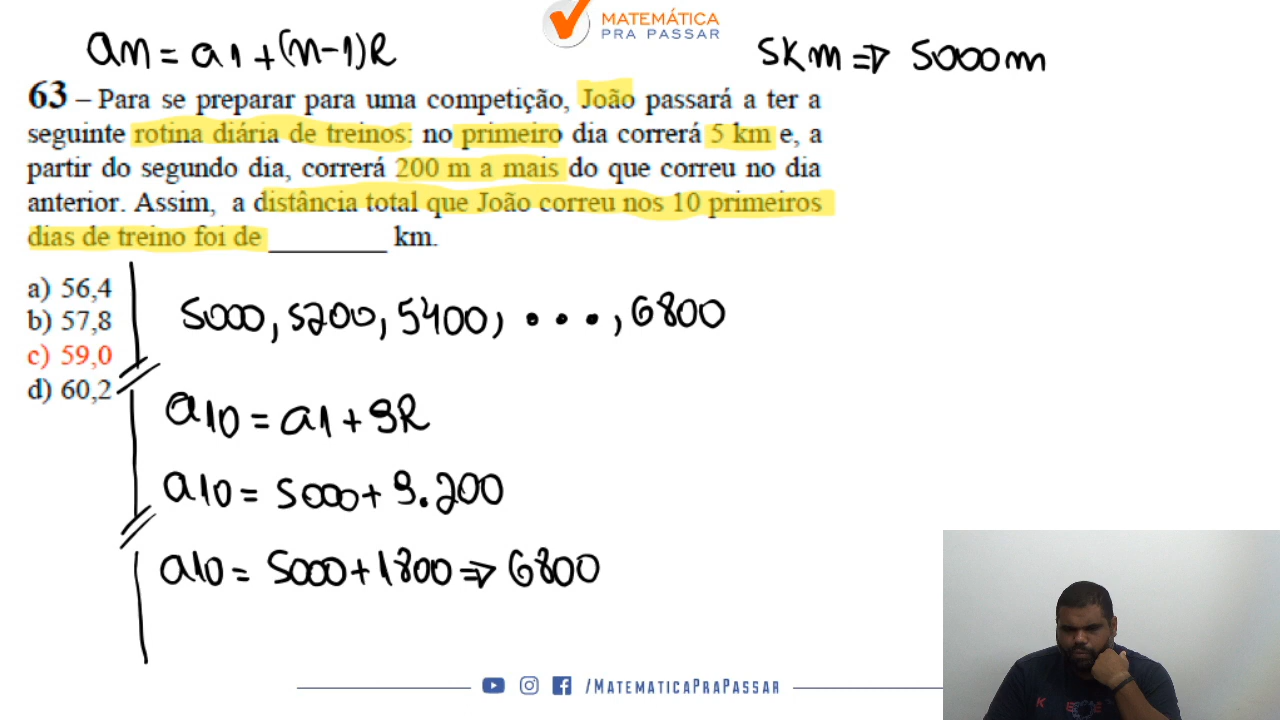 MATEMÁTICA
PRA PASSAR
an = a1 + (n-1)R
5Km => 5000m
63 – Para se preparar para uma competição, João passará a ter a
seguinte rotina diária de treinos: no primeiro dia correrá 5 km e, a
partir do segundo dia, correrá 200 m a mais do que correu no dia
anterior. Assim, a distância total que João correu nos 10 primeiros
dias de treino foi de ________ km.
a) 56,4
b) 57,8
c) 59,0
d) 60,2
5000, 5200, 5400, ..., 6800
a10 = a1 + 9R
a10 = 5000 + 9.200
a10 = 5000 + 1800 => 6800
/MATEMATICAPRAPASSAR